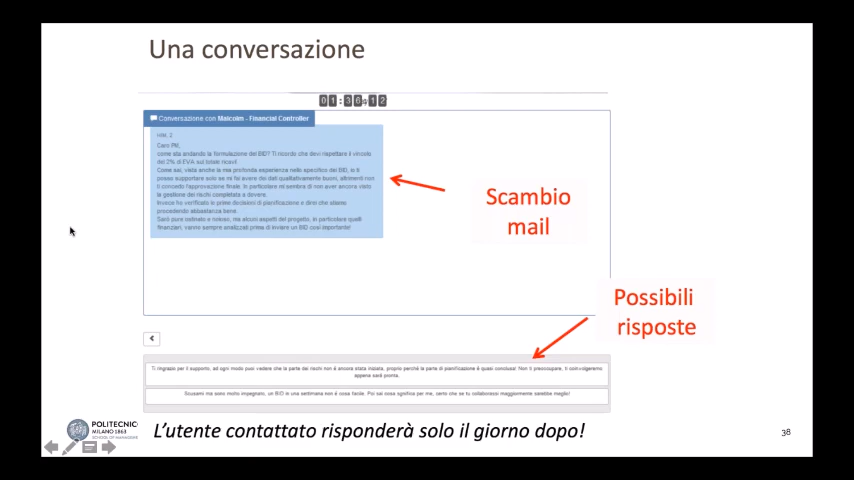 Una conversazione
01:36:12
Conversazione con Malcolm - Financial Controller
Caro PM,
come sta andando la formulazione del BID? Ti ricordo che devi rispettare il vincolo
del 2% di EVA sul totale ricavi
Come sai, vista anche la mia profonda esperienza nello specifico del BID, io ti
posso supportare solo se mi fai avere dei dati qualitativamente buoni, altrimenti non
ti concedo l'approvazione finale. In particolare mi sembra di non aver ancora visto
la gestione dei rischi completata a dovere.
Invece ho verificato le prime decisioni di pianificazione e direi che stiamo
procedendo abbastanza bene.
Sarò pure ostinato e noioso, ma alcuni aspetti del progetto, in particolare quelli
finanziari, vanno sempre analizzati prima di inviare un BID così importante!
Scambio
mail
Possibili
risposte
Ti ringrazio per il supporto, ad ogni modo puoi vedere che la parte dei rischi non è ancora stata iniziata, proprio perché la parte di pianificazione è quasi conclusa! Non ti preoccupare, ti coinvolgeremo
appena sarà pronta.
Scusami ma sono molto impegnato, un BID in una settimana non è cosa facile. Poi sai cosa significa per me, certo che se tu collaborassi maggiormente sarebbe meglio!
POLITECNIC
MILANO 1863
SCHOOL OF MANAGEME
L'utente contattato risponderà solo il giorno dopo!
38